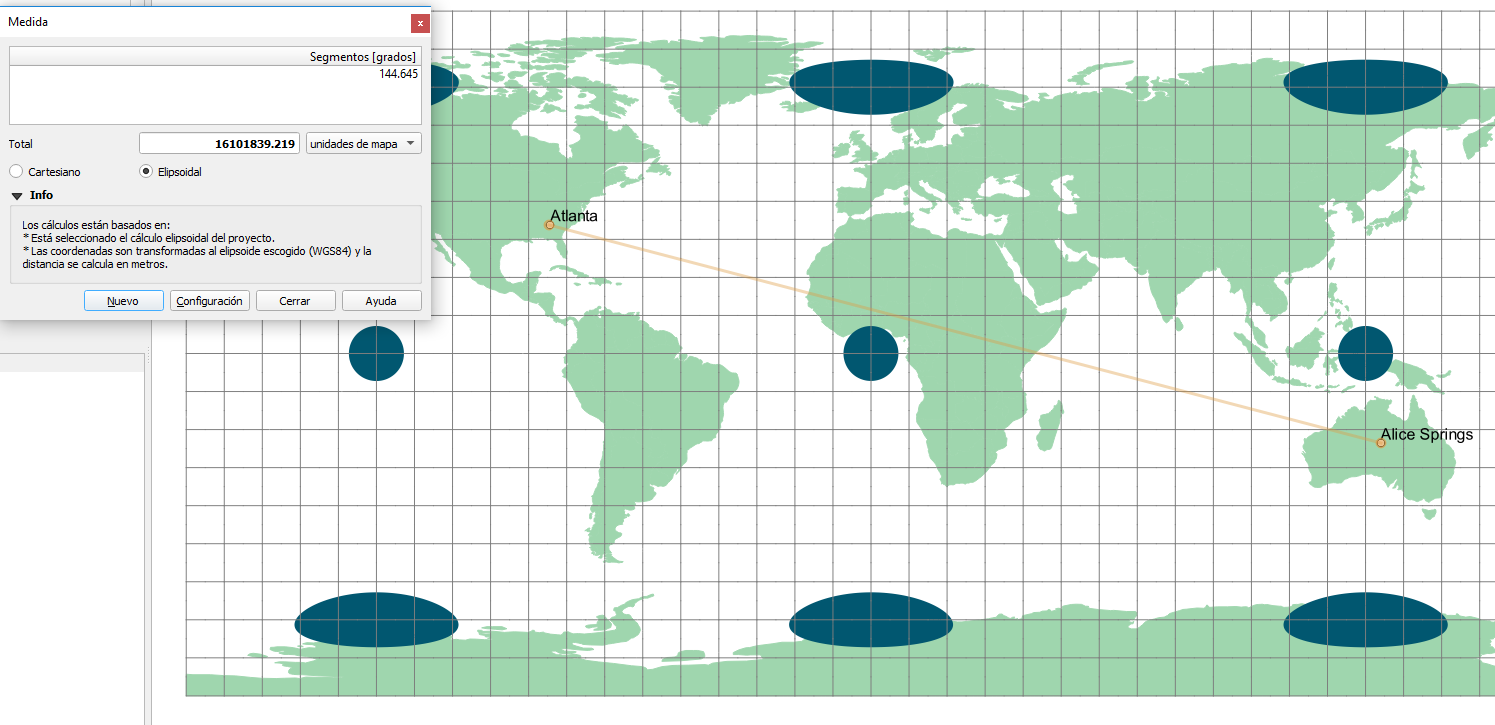 Medida
x
Segmentos [grados]
144.645
Total 16101839.219 unidades de mapa
Cartesiano Elipsoidal
Info
Los cálculos están basados en:
* Está seleccionado el cálculo elipsoidal del proyecto.
* Las coordenadas son transformadas al elipsoide escogido (WGS84) y la
distancia se calcula en metros.
Nuevo Configuración Cerrar Ayuda
Atlanta
Alice Springs